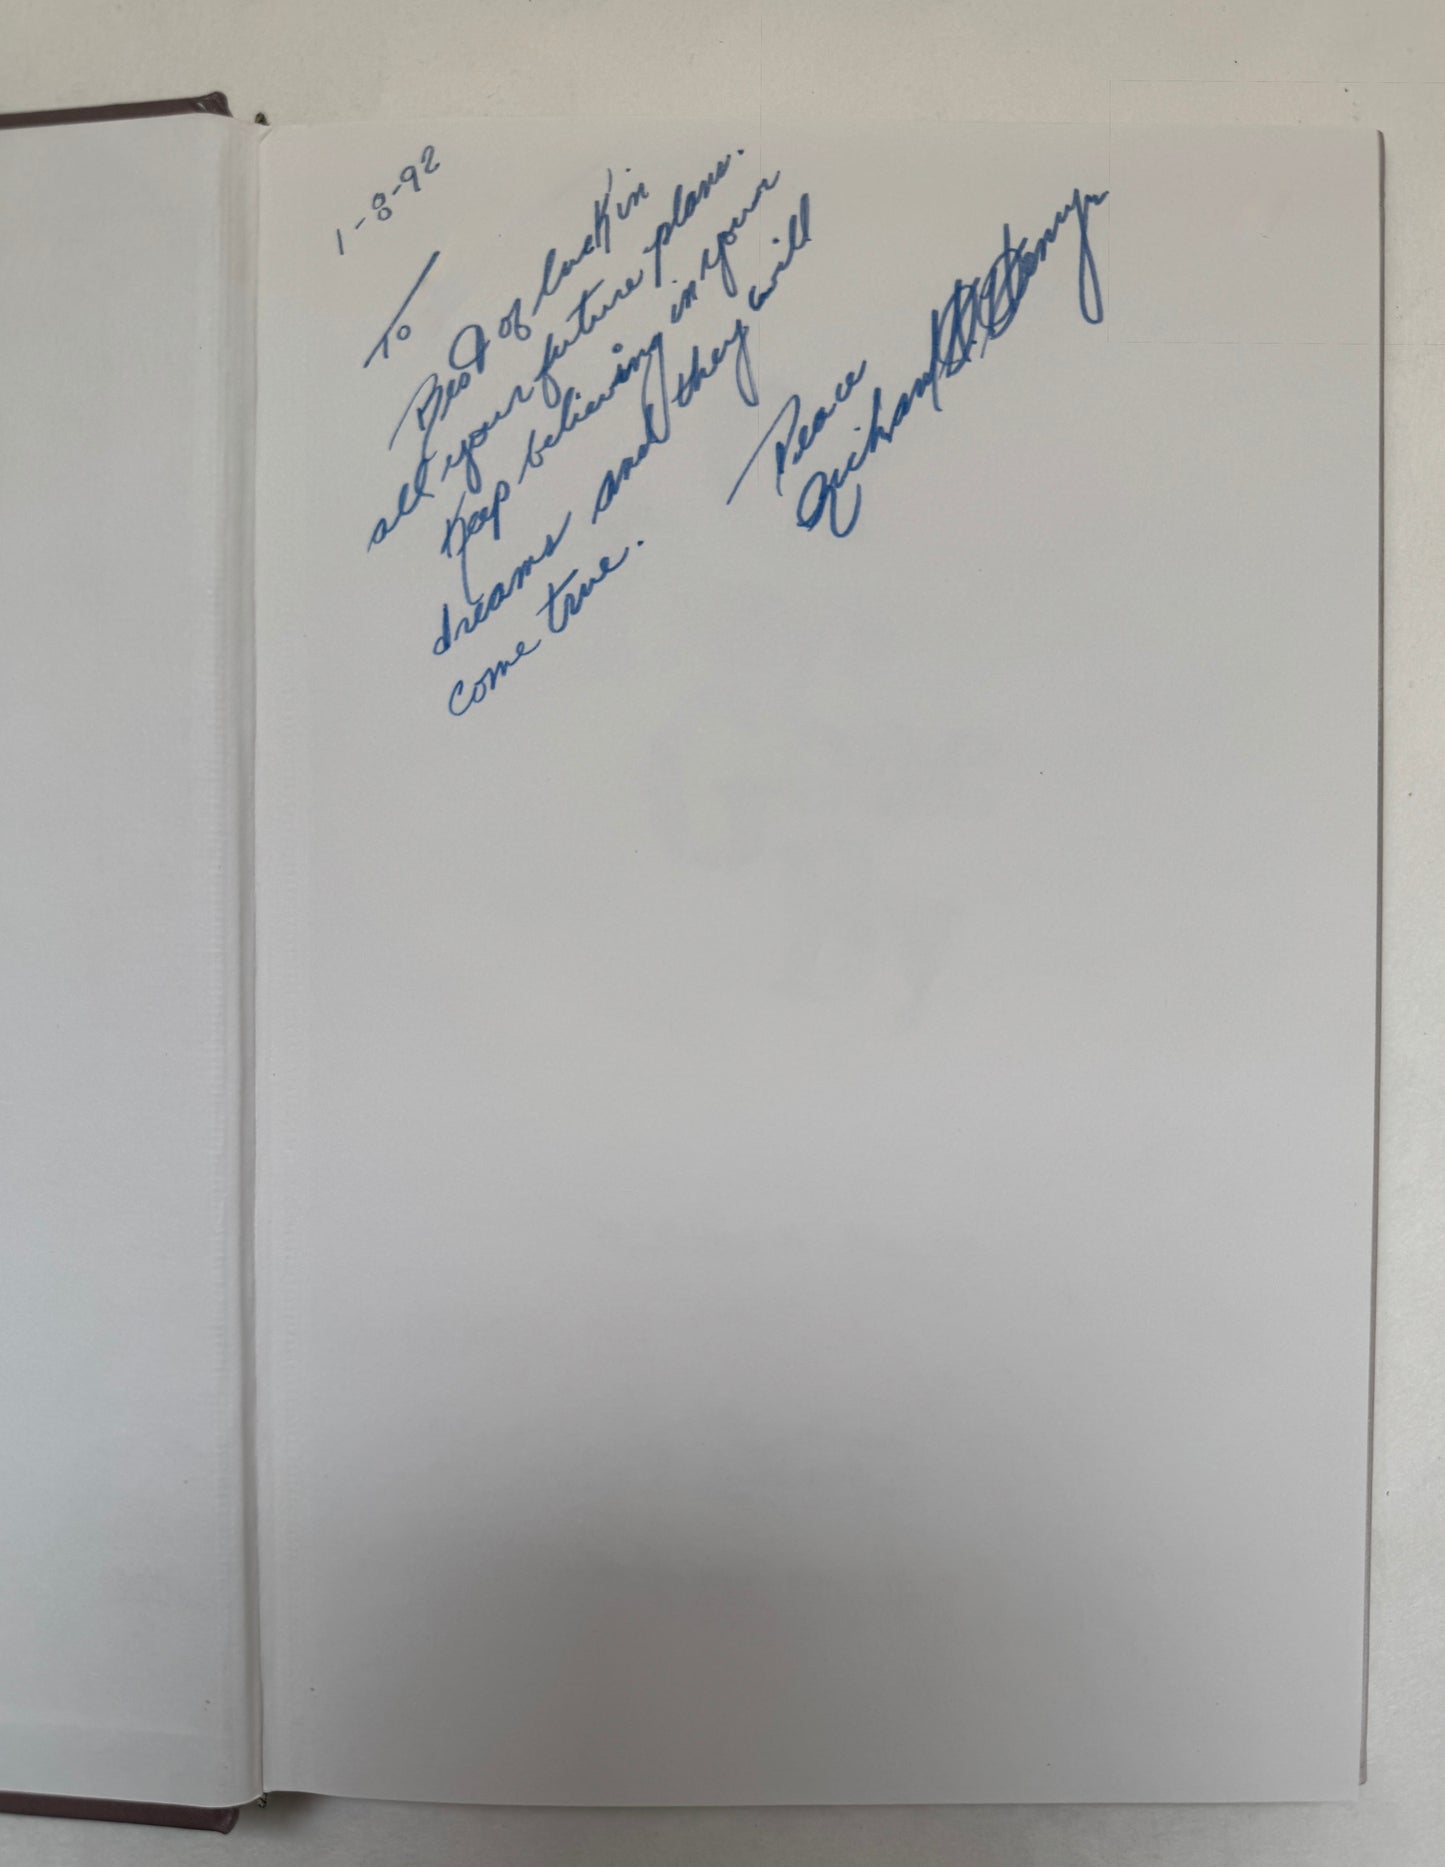 1-8-92
To
Best of luck in
all your future plans.
Keep believing in your
dreams and they will
come true.
Peace
Richard S.